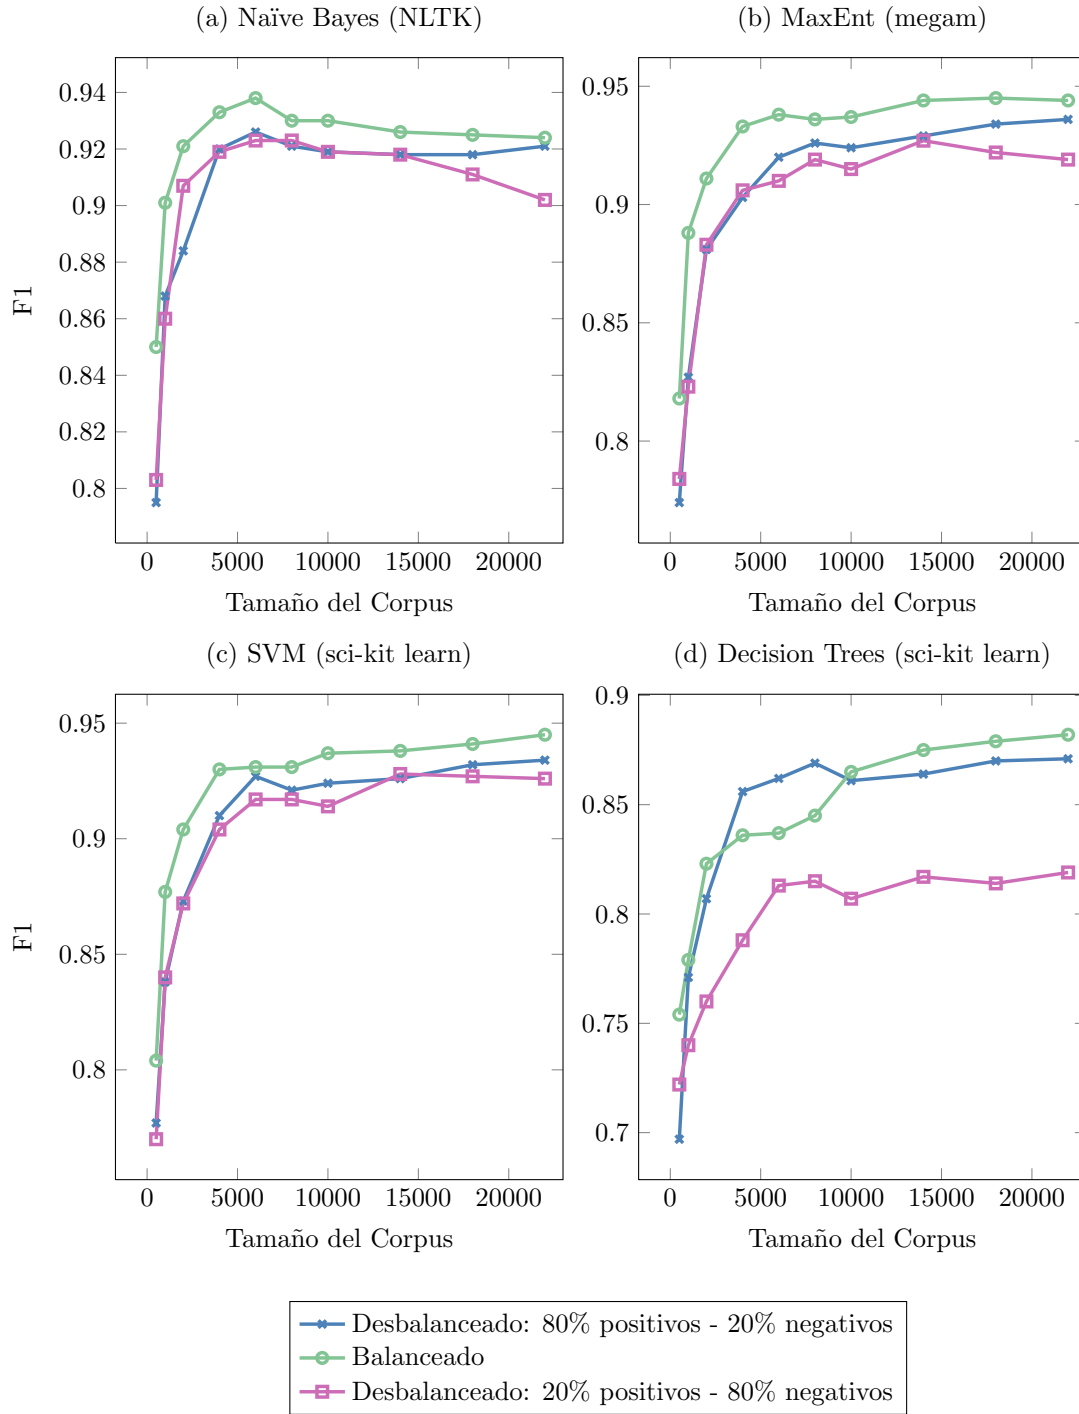 (a) Naïve Bayes (NLTK)
0.94
0.92
0.9
0.88
0.86
0.84
0.82
0.8
F1
0 5000 10000 15000 20000
Tamaño del Corpus
(b) MaxEnt (megam)
0.95
0.9
0.85
0.8
0 5000 10000 15000 20000
Tamaño del Corpus
(c) SVM (sci-kit learn)
0.95
0.9
0.85
0.8
F1
0 5000 10000 15000 20000
Tamaño del Corpus
(d) Decision Trees (sci-kit learn)
0.9
0.85
0.8
0.75
0.7
0 5000 10000 15000 20000
Tamaño del Corpus
Desbalanceado: 80% positivos - 20% negativos
Balanceado
Desbalanceado: 20% positivos - 80% negativos